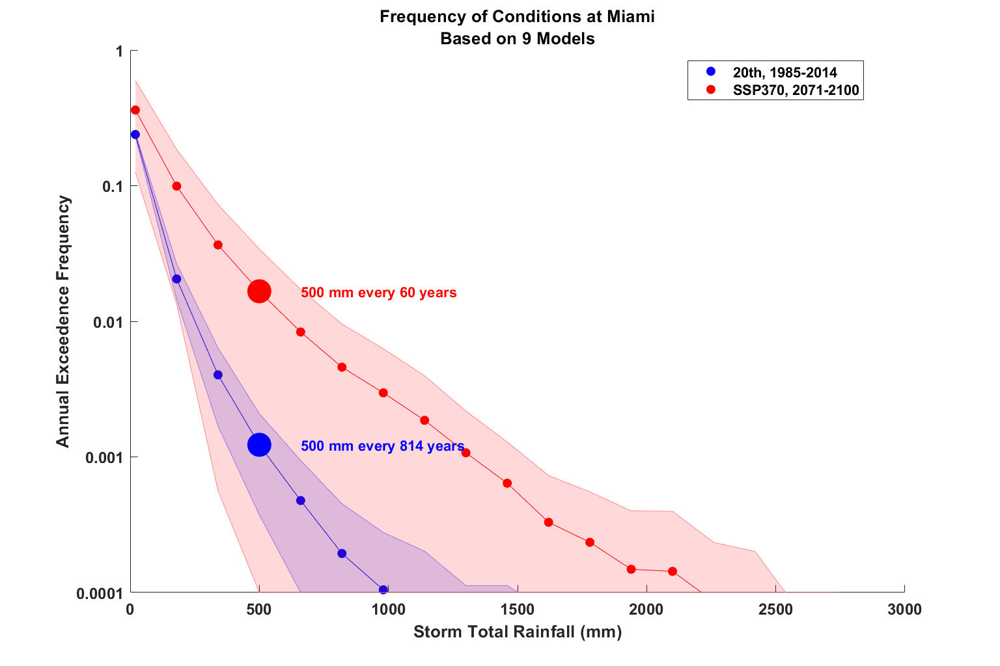 Frequency of Conditions at Miami
Based on 9 Models
1
0.1
0.01
0.001
0.0001
Annual Exceedence Frequency
20th, 1985-2014
SSP370, 2071-2100
500 mm every 60 years
500 mm every 814 years
0 500 1000 1500 2000 2500 3000
Storm Total Rainfall (mm)